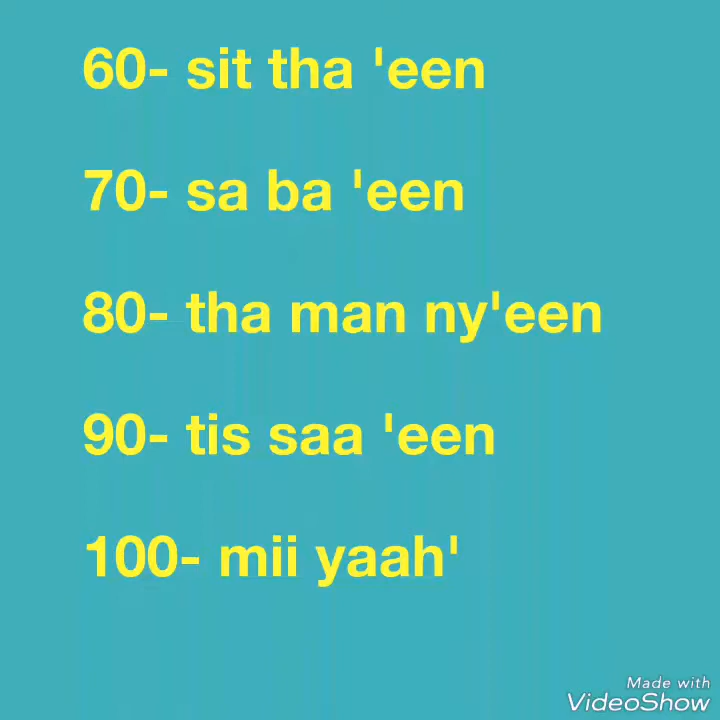 60- sit tha 'een
70- sa ba 'een
80- tha man ny'een
90- tis saa 'een
100- mii yaah'
Made with
VideoShow